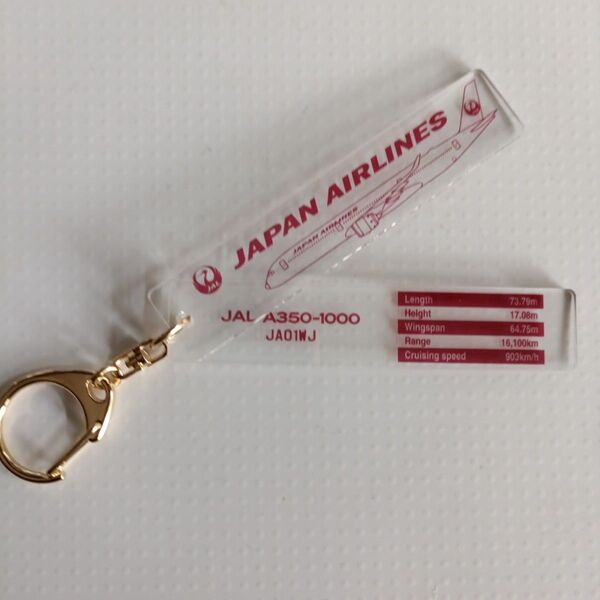 JAPAN AIRLINES
JAL
JAPAN AIRLINES
JAL A350-1000
JA01WJ
Length 73.79m
Height 17.08m
Wingspan 64.75m
Range 16,100km
Cruising speed 903km/h